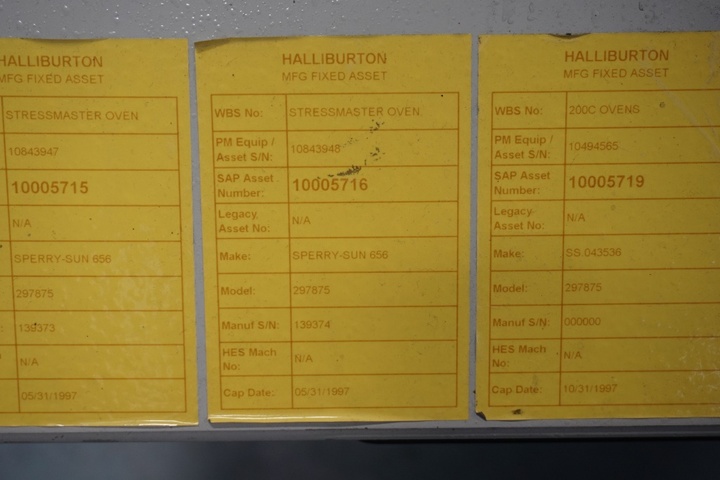 HALLIBURTON
MFG FIXED ASSET
STRESSMASTER OVEN
10843947
10005715
N/A
SPERRY-SUN 656
297875
139373
N/A
05/31/1997
HALLIBURTON
MFG FIXED ASSET
WBS No: STRESSMASTER OVEN
PM Equip /
Asset S/N: 10843948
SAP Asset
Number: 10005716
Legacy
Asset No: N/A
Make: SPERRY-SUN 656
Model: 297875
Manuf S/N: 139374
HES Mach
No: N/A
Cap Date: 05/31/1997
HALLIBURTON
MFG FIXED ASSET
WBS No: 200C OVENS
PM Equip /
Asset S/N: 10494565
SAP Asset
Number: 10005719
Legacy
Asset No: N/A
Make: SS 043536
Model: 297875
Manuf S/N: 000000
HES Mach
No: N/A
Cap Date: 10/31/1997